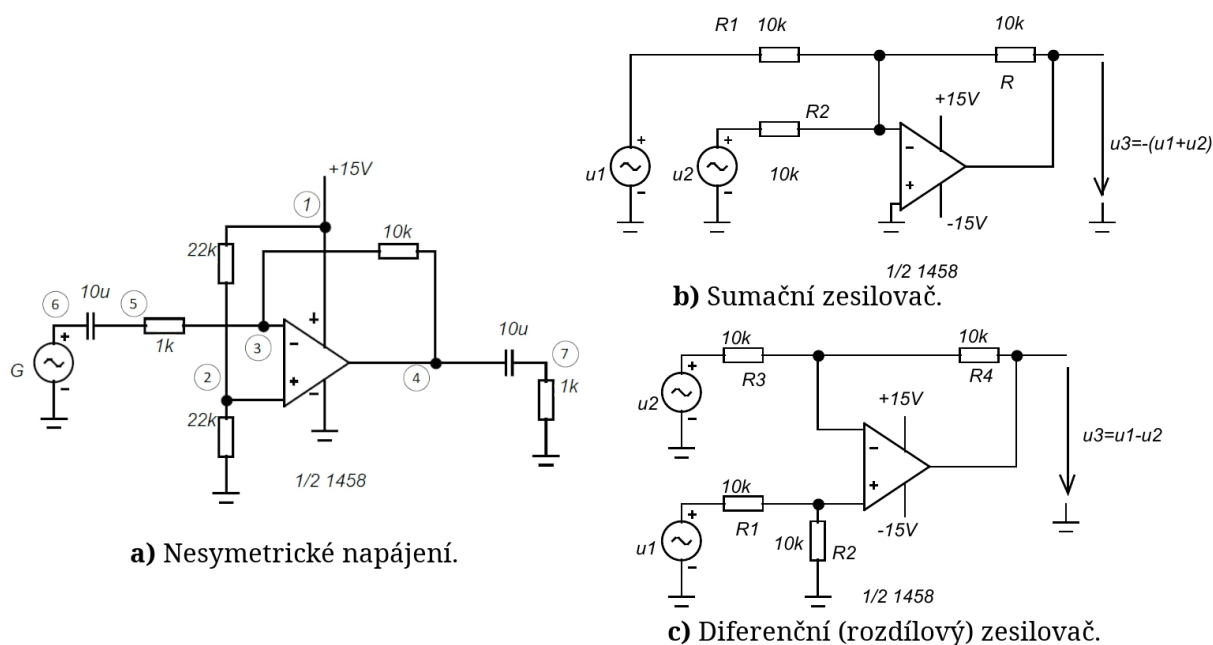 +15V
1
22k
10k
6
10u
5
1k
3
G
2
22k
4
10u
7
1k
+
-
-
+
+
-
1/2 1458
a) Nesymetrické napájení.
R1 10k
10k
R
R2
10k
+15V
-15V
u1
u2
+
-
+
-
-
+
u3=-(u1+u2)
1/2 1458
b) Sumační zesilovač.
10k
R3
10k
R4
u2
+
-
+15V
-15V
-
+
u3=u1-u2
10k
R1
10k
R2
u1
+
-
1/2 1458
c) Diferenční (rozdílový) zesilovač.